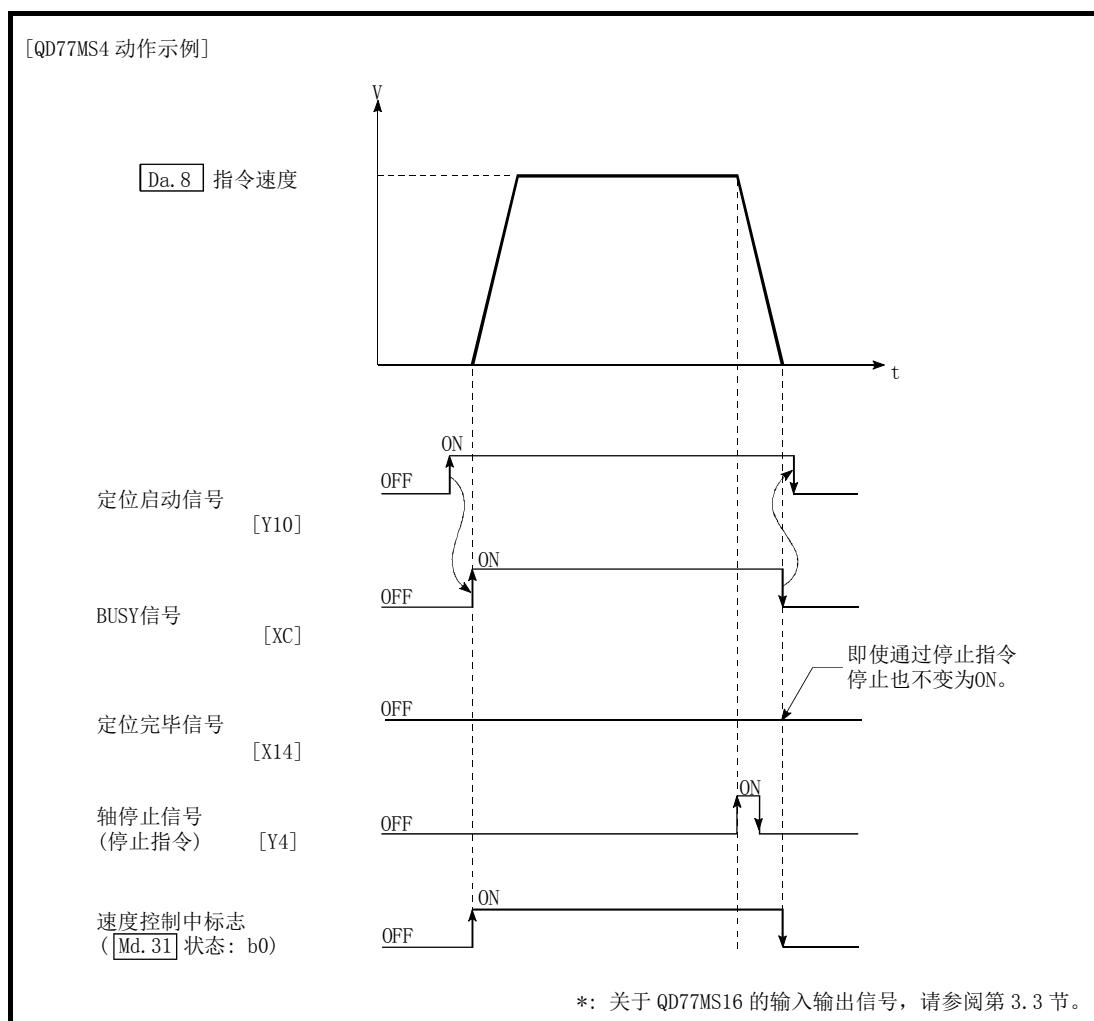 [QD77MS4 动作示例]
V
Da.8 指令速度
t
ON
OFF
定位启动信号
[Y10]
ON
OFF
BUSY信号
[XC]
即使通过停止指令
停止也不变为ON。
OFF
定位完毕信号
[X14]
ON
轴停止信号
OFF
(停止指令) [Y4]
ON
速度控制中标志
OFF
( Md.31 状态: b0)
*: 关于 QD77MS16 的输入输出信号，请参阅第 3.3 节。